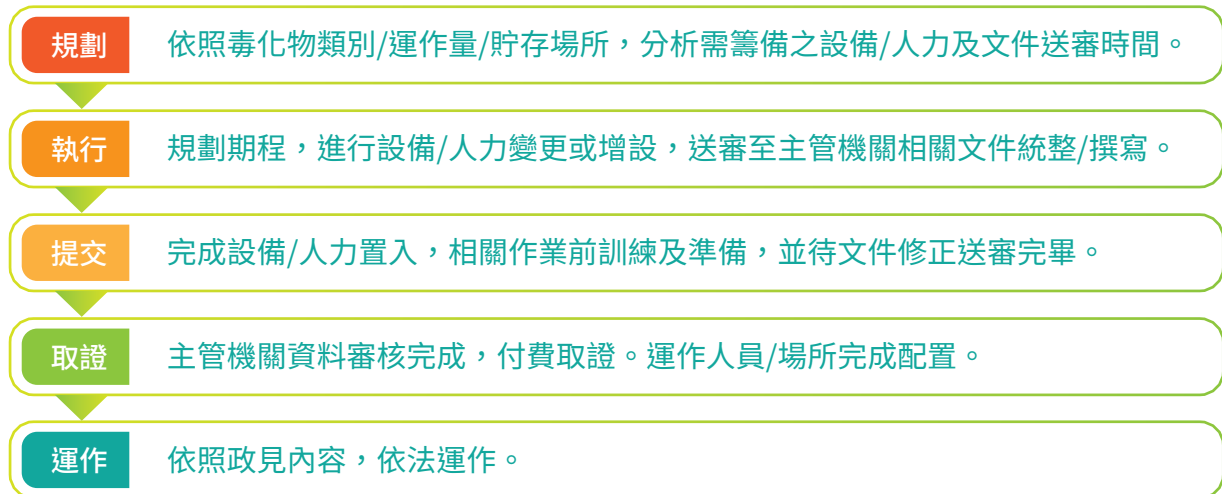 規劃
依照毒化物類別/運作量/貯存場所，分析需籌備之設備/人力及文件送審時間。
執行
規劃期程，進行設備/人力變更或增設，送審至主管機關相關文件統整/撰寫。
提交
完成設備/人力置入，相關作業前訓練及準備，並待文件修正送審完畢。
取證
主管機關資料審核完成，付費取證。運作人員/場所完成配置。
運作
依照政見內容，依法運作。